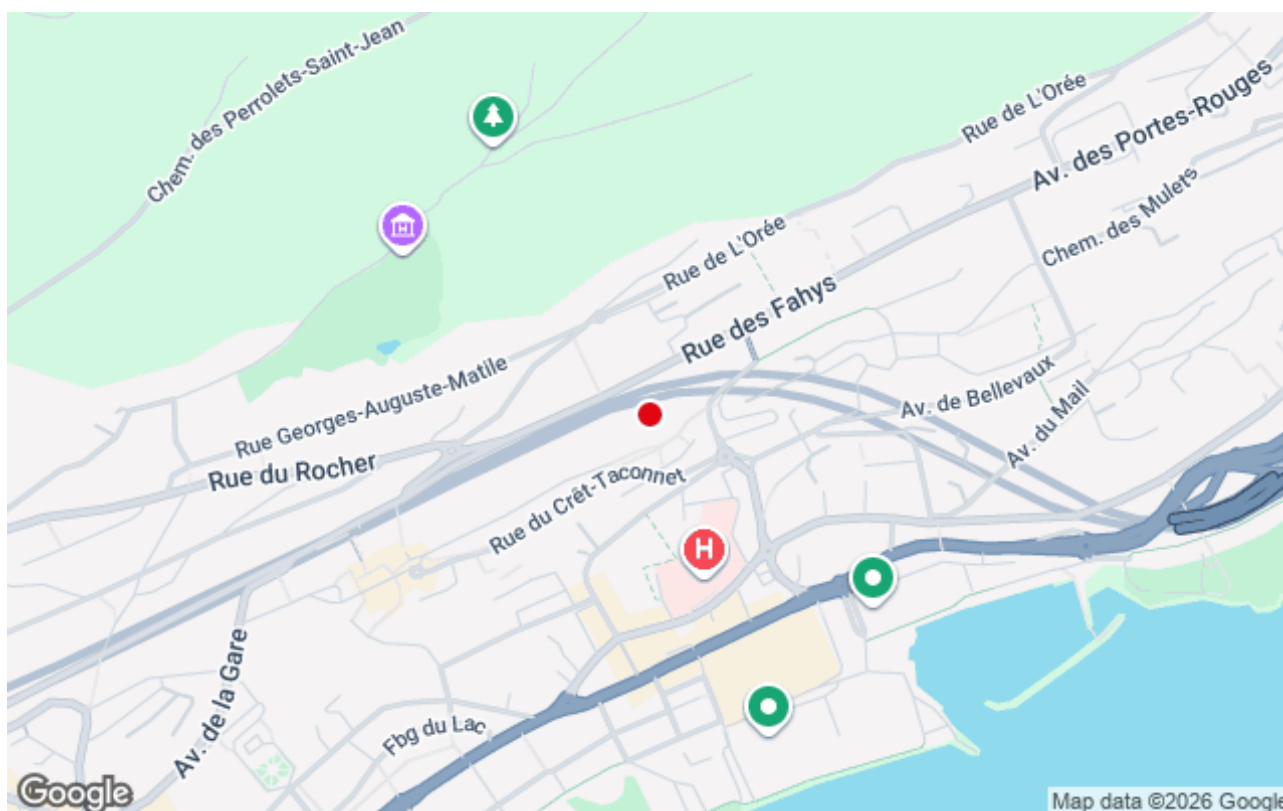 Chem. des Perrolets-Saint-Jean
Rue de L'Orée
Av. des Portes-Rouges
Chem. des Mulets
Rue de L'Orée
Rue des Fahys
Rue Georges-Auguste-Matile
Av. de Bellevaux
Av. du Mail
Rue du Rocher
Rue du Crêt-Taconnet
H
Av. de la Gare
Fbg du Lac
Google
Map data ©2026 Google